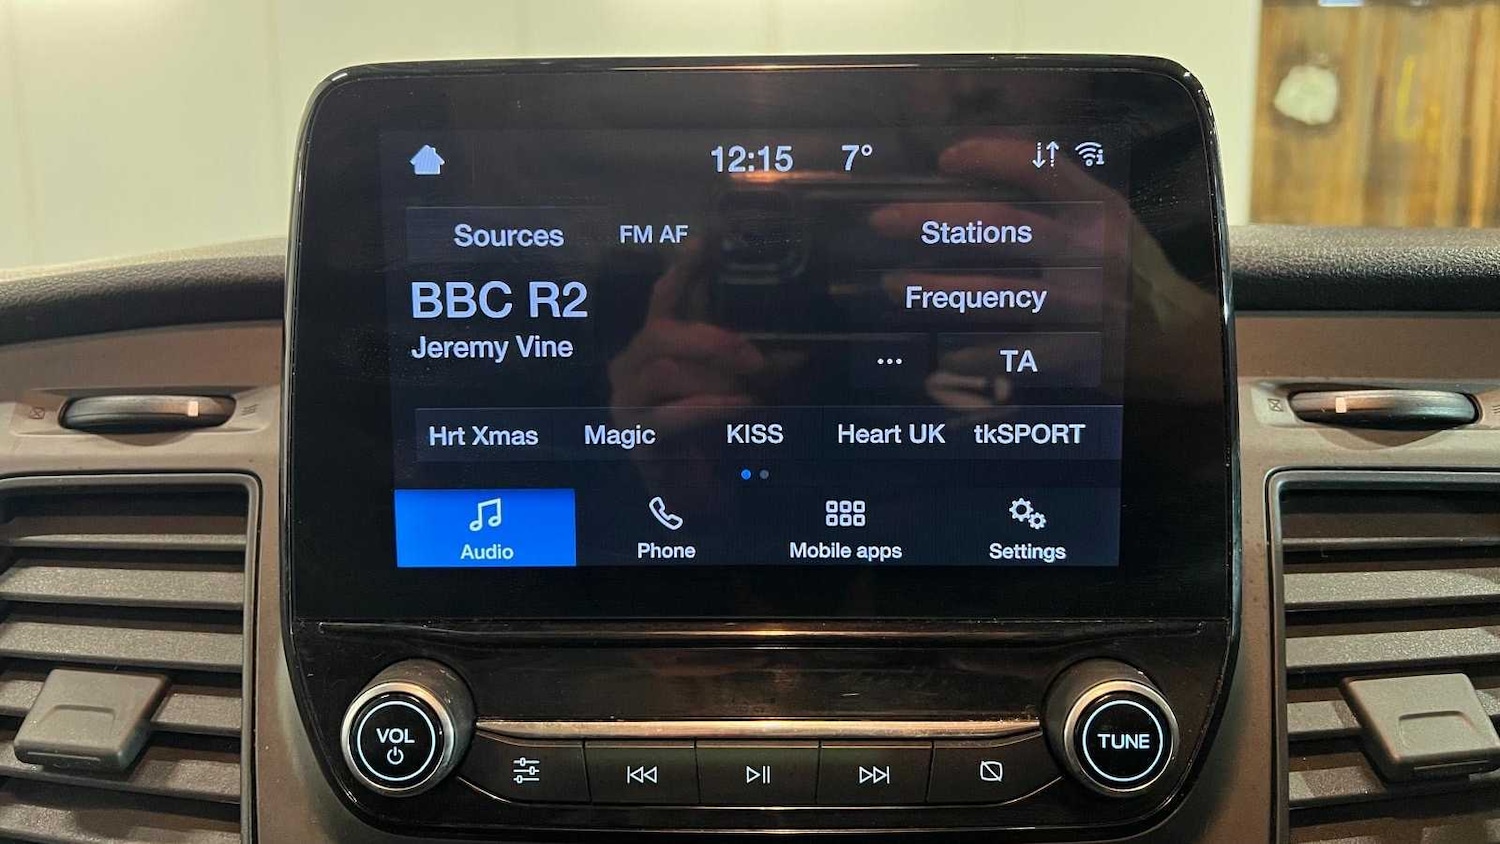 12:15 7°
Sources FM AF Stations
BBC R2
Frequency
Jeremy Vine
... TA
Hrt Xmas Magic KISS Heart UK tkSPORT
Audio Phone Mobile apps Settings
VOL TUNE